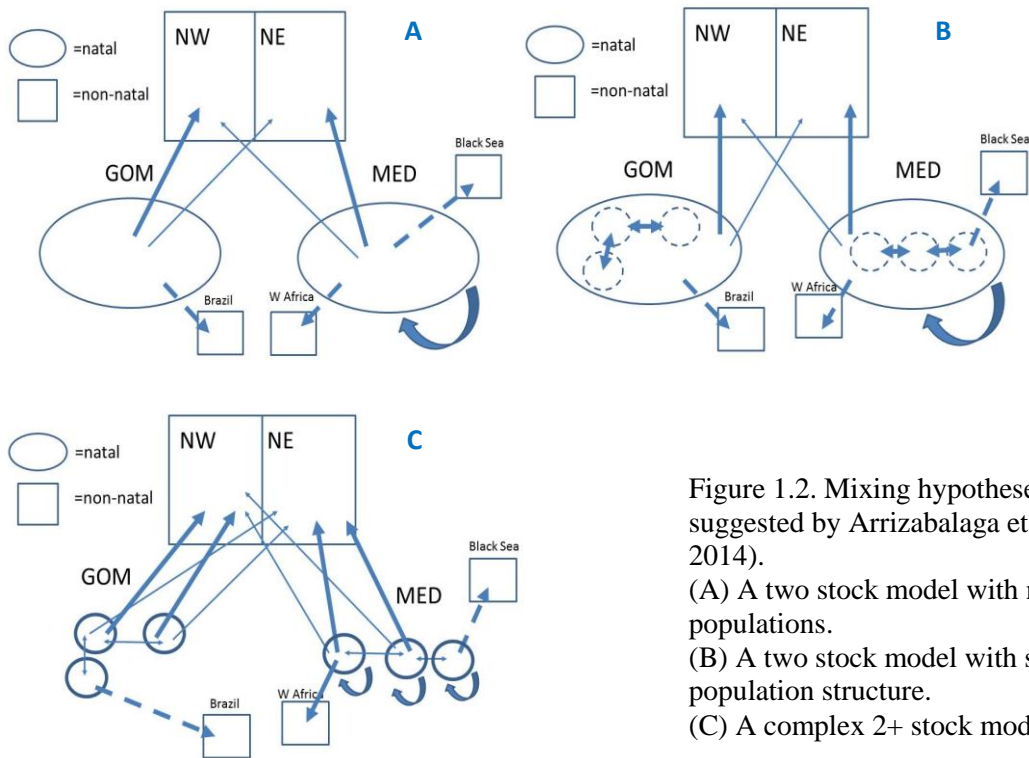 A
NW NE
=natal
=non-natal
GOM
MED
Black Sea
Brazil
W Africa
B
NW NE
=natal
=non-natal
GOM
MED
Black Sea
Brazil
W Africa
C
NW NE
=natal
=non-natal
GOM
MED
Black Sea
Brazil
W Africa
Figure 1.2. Mixing hypothese
suggested by Arrizabalaga et
2014).
(A) A two stock model with
populations.
(B) A two stock model with
population structure.
(C) A complex 2+ stock mod